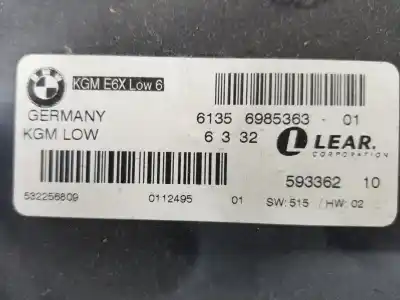 BMW
KGM E6X Low 6
GERMANY
KGM LOW
6135 6985363 - 01
6 3 32
L LEAR.
CORPORATION
593362 10
532256809 0112495 01 SW: 515 / HW: 02